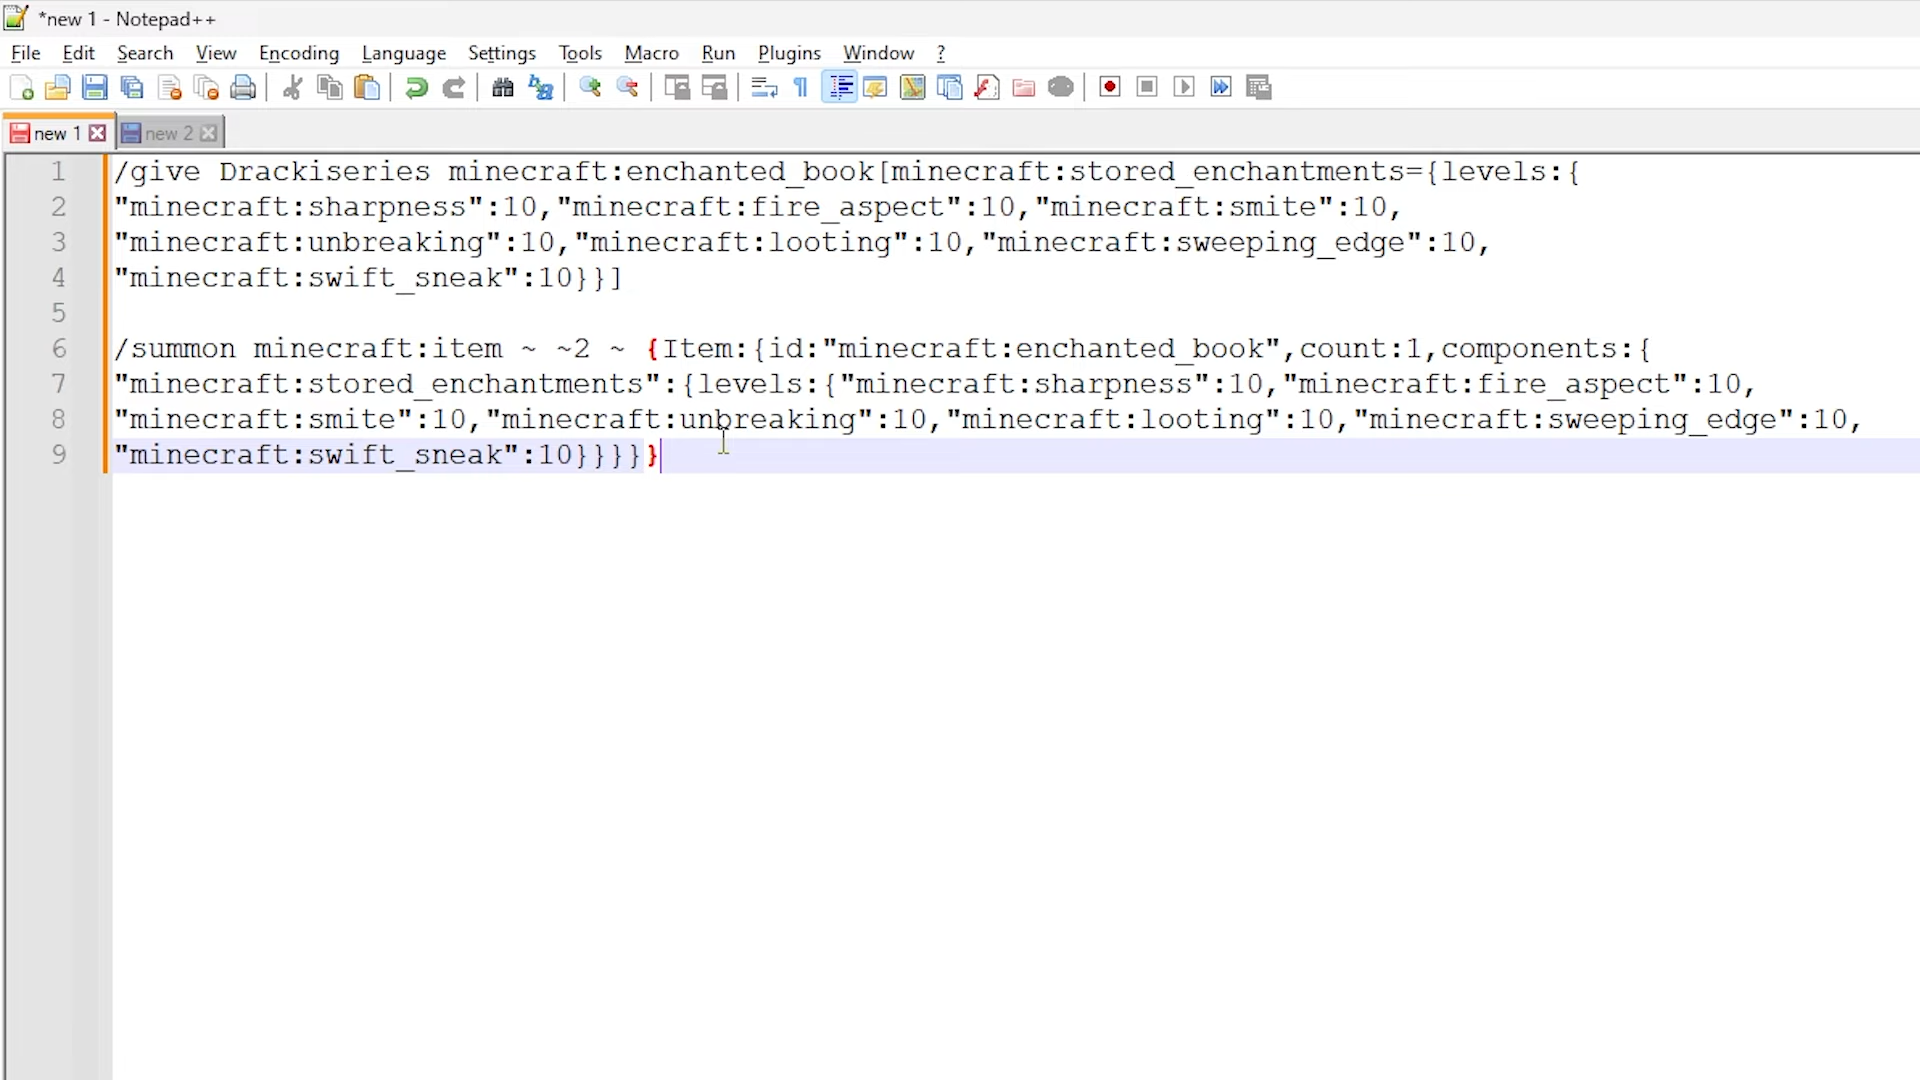 *new 1 - Notepad++
File Edit Search View Encoding Language Settings Tools Macro Run Plugins Window ?
new 1 new 2
1 /give Drackiseries minecraft:enchanted_book[minecraft:stored_enchantments={levels:{
2 "minecraft:sharpness":10,"minecraft:fire_aspect":10,"minecraft:smite":10,
3 "minecraft:unbreaking":10,"minecraft:looting":10,"minecraft:sweeping_edge":10,
4 "minecraft:swift_sneak":10}}]
5
6 /summon minecraft:item ~ ~2 ~ {Item:{id:"minecraft:enchanted_book",count:1,components:{
7 "minecraft:stored_enchantments":{levels:{"minecraft:sharpness":10,"minecraft:fire_aspect":10,
8 "minecraft:smite":10,"minecraft:unbreaking":10,"minecraft:looting":10,"minecraft:sweeping_edge":10,
9 "minecraft:swift_sneak":10}}}}}